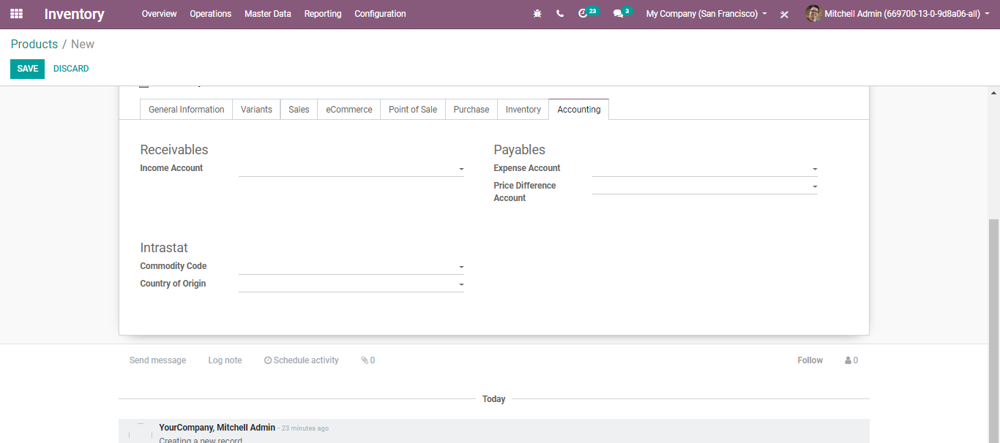 Inventory Overview Operations Master Data Reporting Configuration 23 3 My Company (San Francisco) Mitchell Admin (669700-13-0-9d8a06-all)
Products / New
SAVE DISCARD
General Information Variants Sales eCommerce Point of Sale Purchase Inventory Accounting
Receivables Payables
Income Account Expense Account
Price Difference
Account
Intrastat
Commodity Code
Country of Origin
Send message Log note Schedule activity 0 Follow 0
Today
YourCompany, Mitchell Admin - 23 minutes ago
Creating a new record